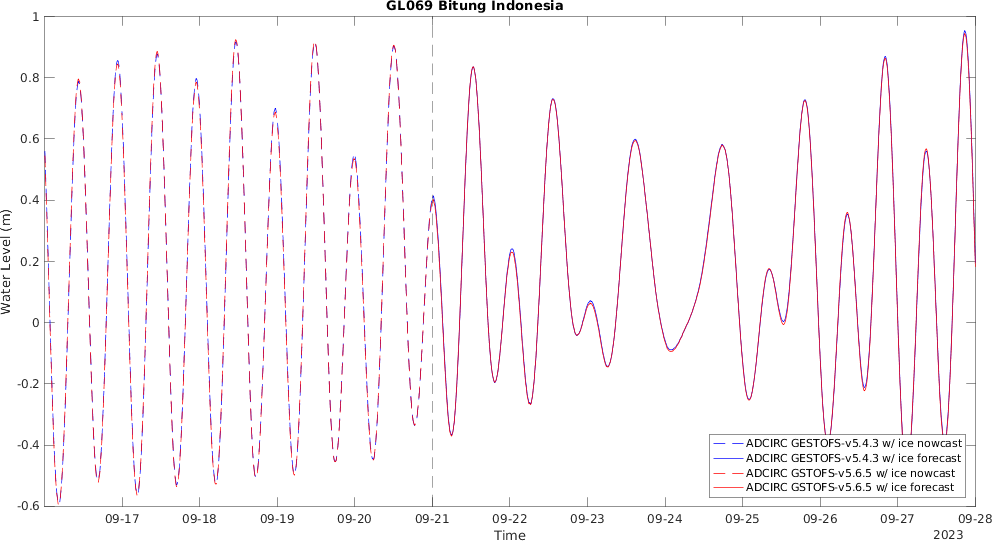 GL069 Bitung Indonesia
Water Level (m)
1
0.8
0.6
0.4
0.2
0
-0.2
-0.4
-0.6
ADCIRC GESTOFS-v5.4.3 w/ ice nowcast
ADCIRC GESTOFS-v5.4.3 w/ ice forecast
ADCIRC GSTOFS-v5.6.5 w/ ice nowcast
ADCIRC GSTOFS-v5.6.5 w/ ice forecast
09-17 09-18 09-19 09-20 09-21 09-22 09-23 09-24 09-25 09-26 09-27 09-28
Time
2023